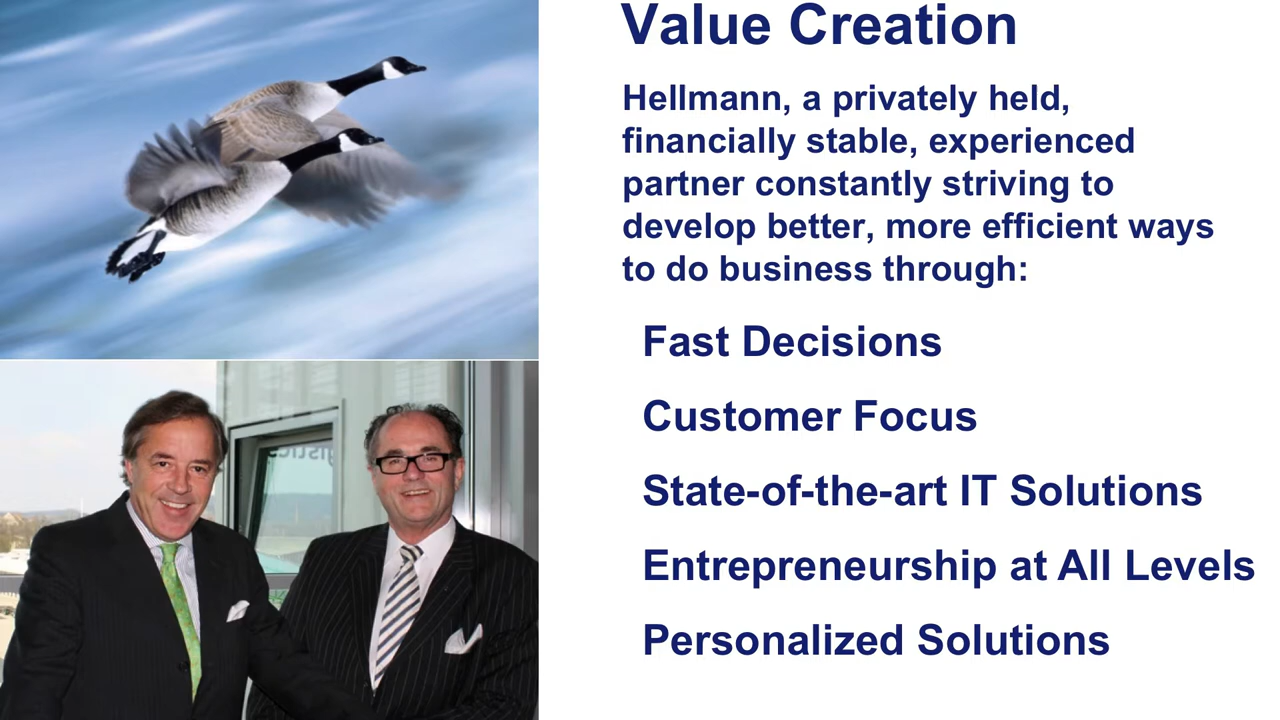 Value Creation
Hellmann, a privately held,
financially stable, experienced
partner constantly striving to
develop better, more efficient ways
to do business through:
Fast Decisions
Customer Focus
State-of-the-art IT Solutions
Entrepreneurship at All Levels
Personalized Solutions